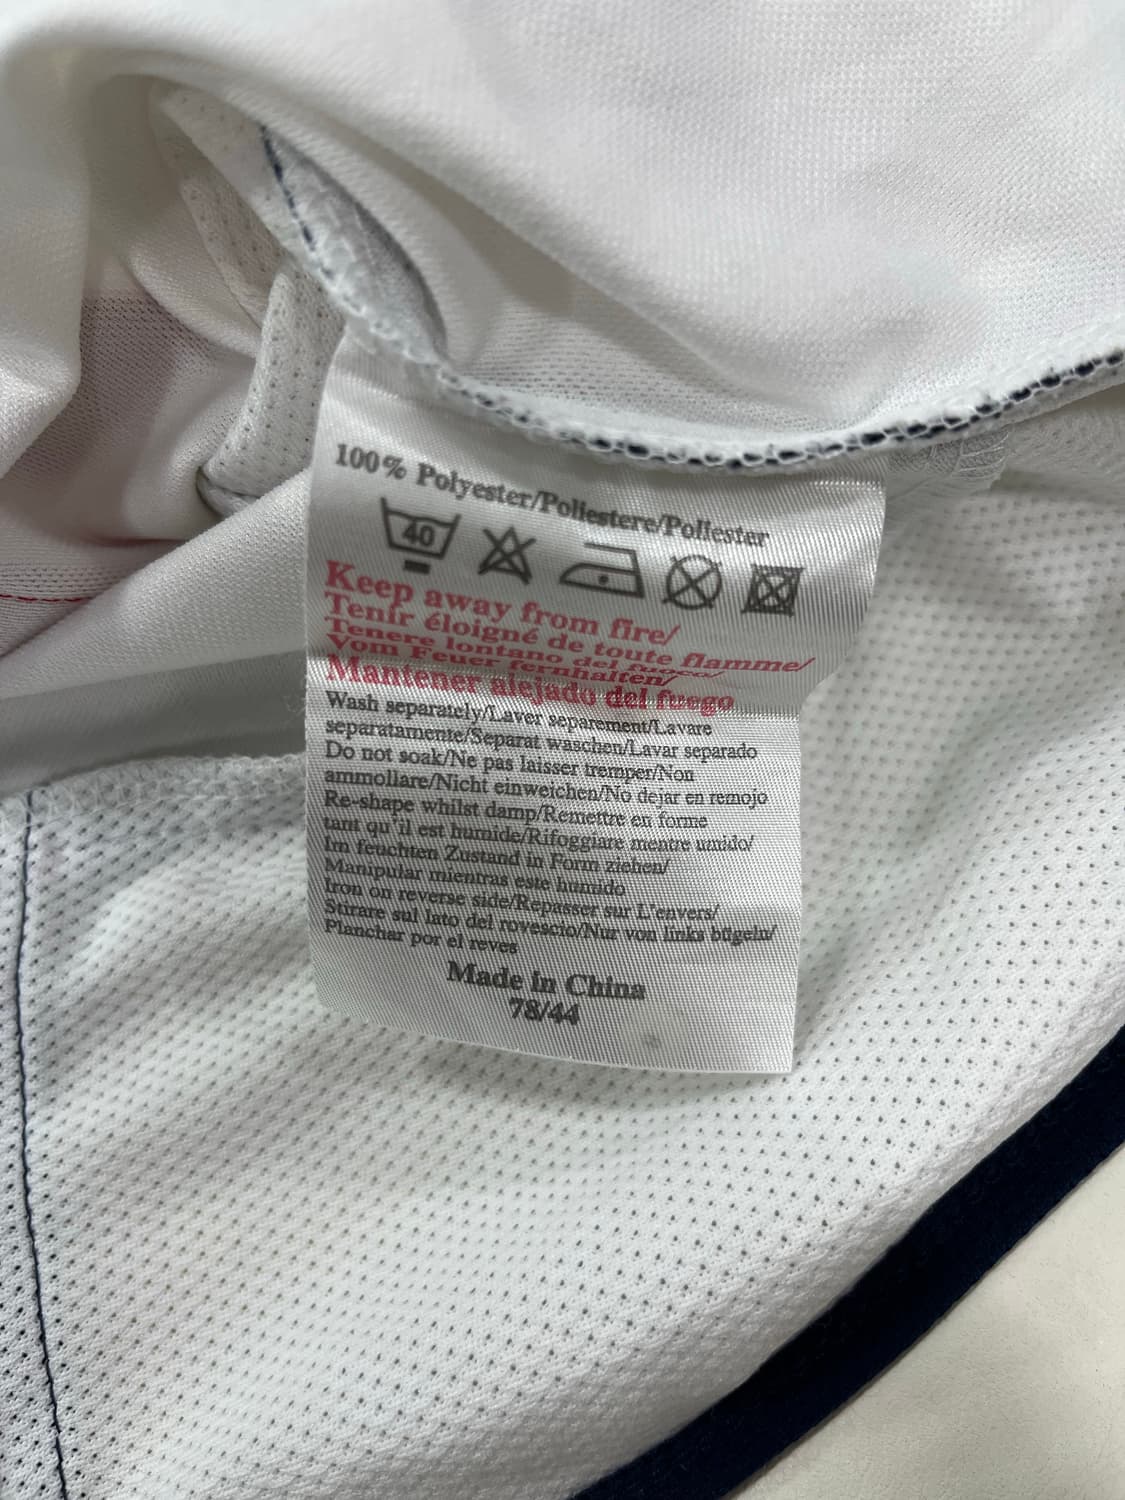 100% Polyester/Poliestere/Poliester
40
Keep away from fire/
Tenir éloigné de toute flamme/
Tenere lontano del fuoco/
Vom Feuer fernhalten/
Mantener alejado del fuego
Wash separately/Laver separement/Lavare
separatamente/Separat waschen/Lavar separado
Do not soak/Ne pas laisser tremper/Non
ammollare/Nicht einweichen/No dejar en remojo
Re-shape whilst damp/Remettre en forme
tant qu'il est humide/Rifoggiare mentre umido/
Im feuchten Zustand in Form ziehen/
Manipular mientras este humido
Iron on reverse side/Repasser sur L'envers/
Stirare sul lato del rovescio/Nur von links bügeln/
Planchar por el reves
Made in China
78/44